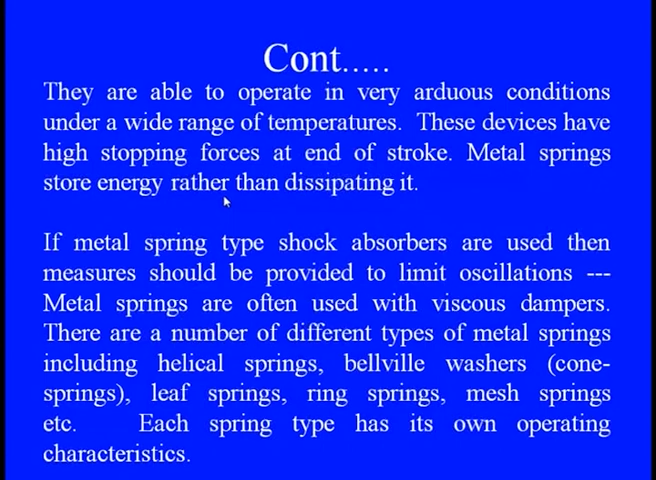 Cont.....
They are able to operate in very arduous conditions
under a wide range of temperatures. These devices have
high stopping forces at end of stroke. Metal springs
store energy rather than dissipating it.
If metal spring type shock absorbers are used then
measures should be provided to limit oscillations ---
Metal springs are often used with viscous dampers.
There are a number of different types of metal springs
including helical springs, bellville washers (cone-
springs), leaf springs, ring springs, mesh springs
etc. Each spring type has its own operating
characteristics.